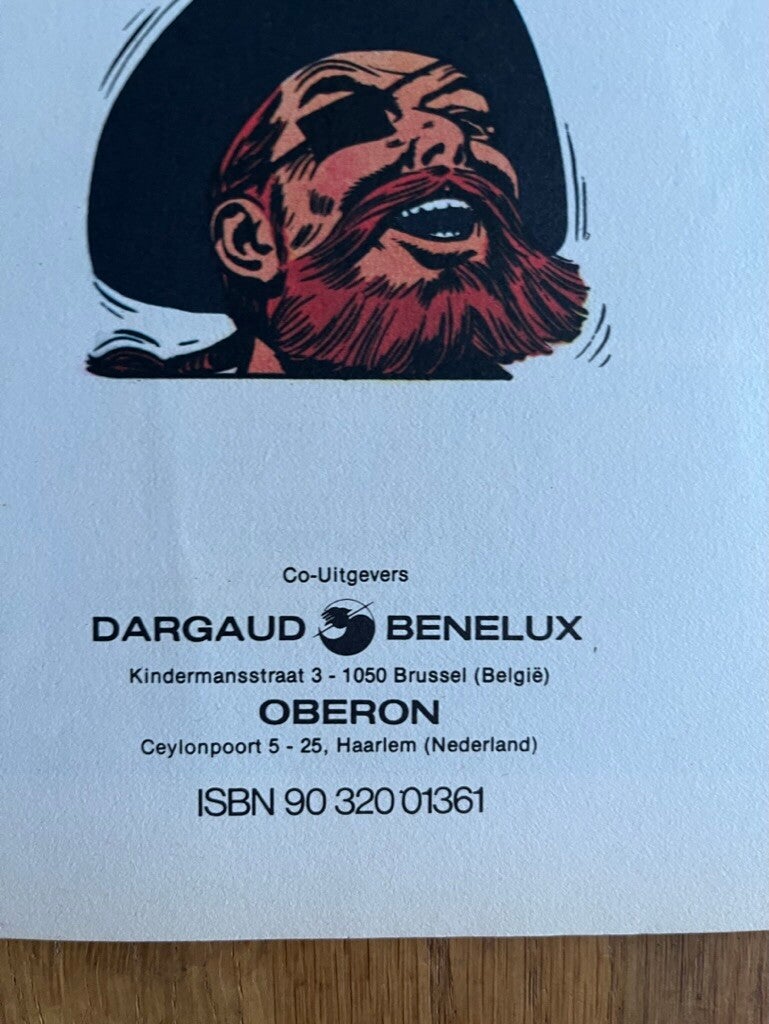 Co-Uitgevers
DARGAUD BENELUX
Kindermansstraat 3 - 1050 Brussel (België)
OBERON
Ceylonpoort 5 - 25, Haarlem (Nederland)
ISBN 90 320 01361